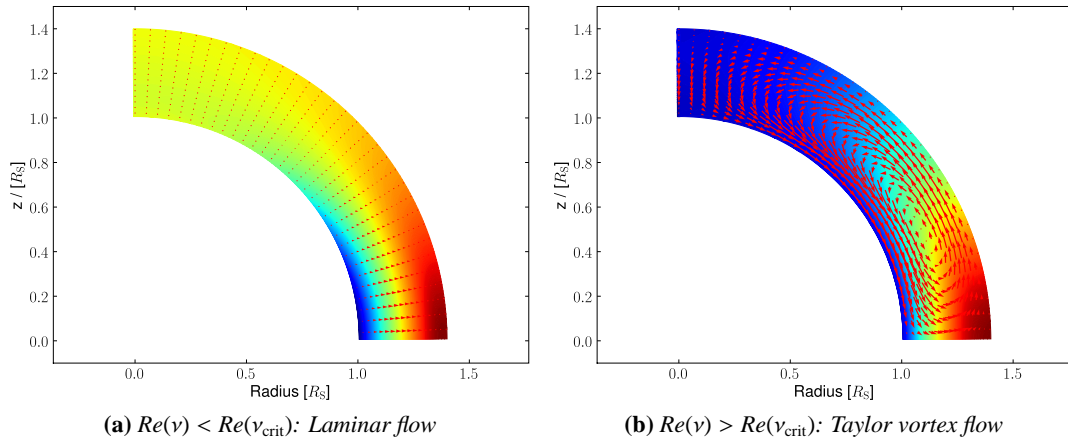 1.4
1.2
1.0
0.8
0.6
0.4
0.2
0.0
z / [R_S]
0.0 0.5 1.0 1.5
Radius [R_S]
(a) Re(ν) < Re(ν_crit): Laminar flow
1.4
1.2
1.0
0.8
0.6
0.4
0.2
0.0
z / [R_S]
0.0 0.5 1.0 1.5
Radius [R_S]
(b) Re(ν) > Re(ν_crit): Taylor vortex flow